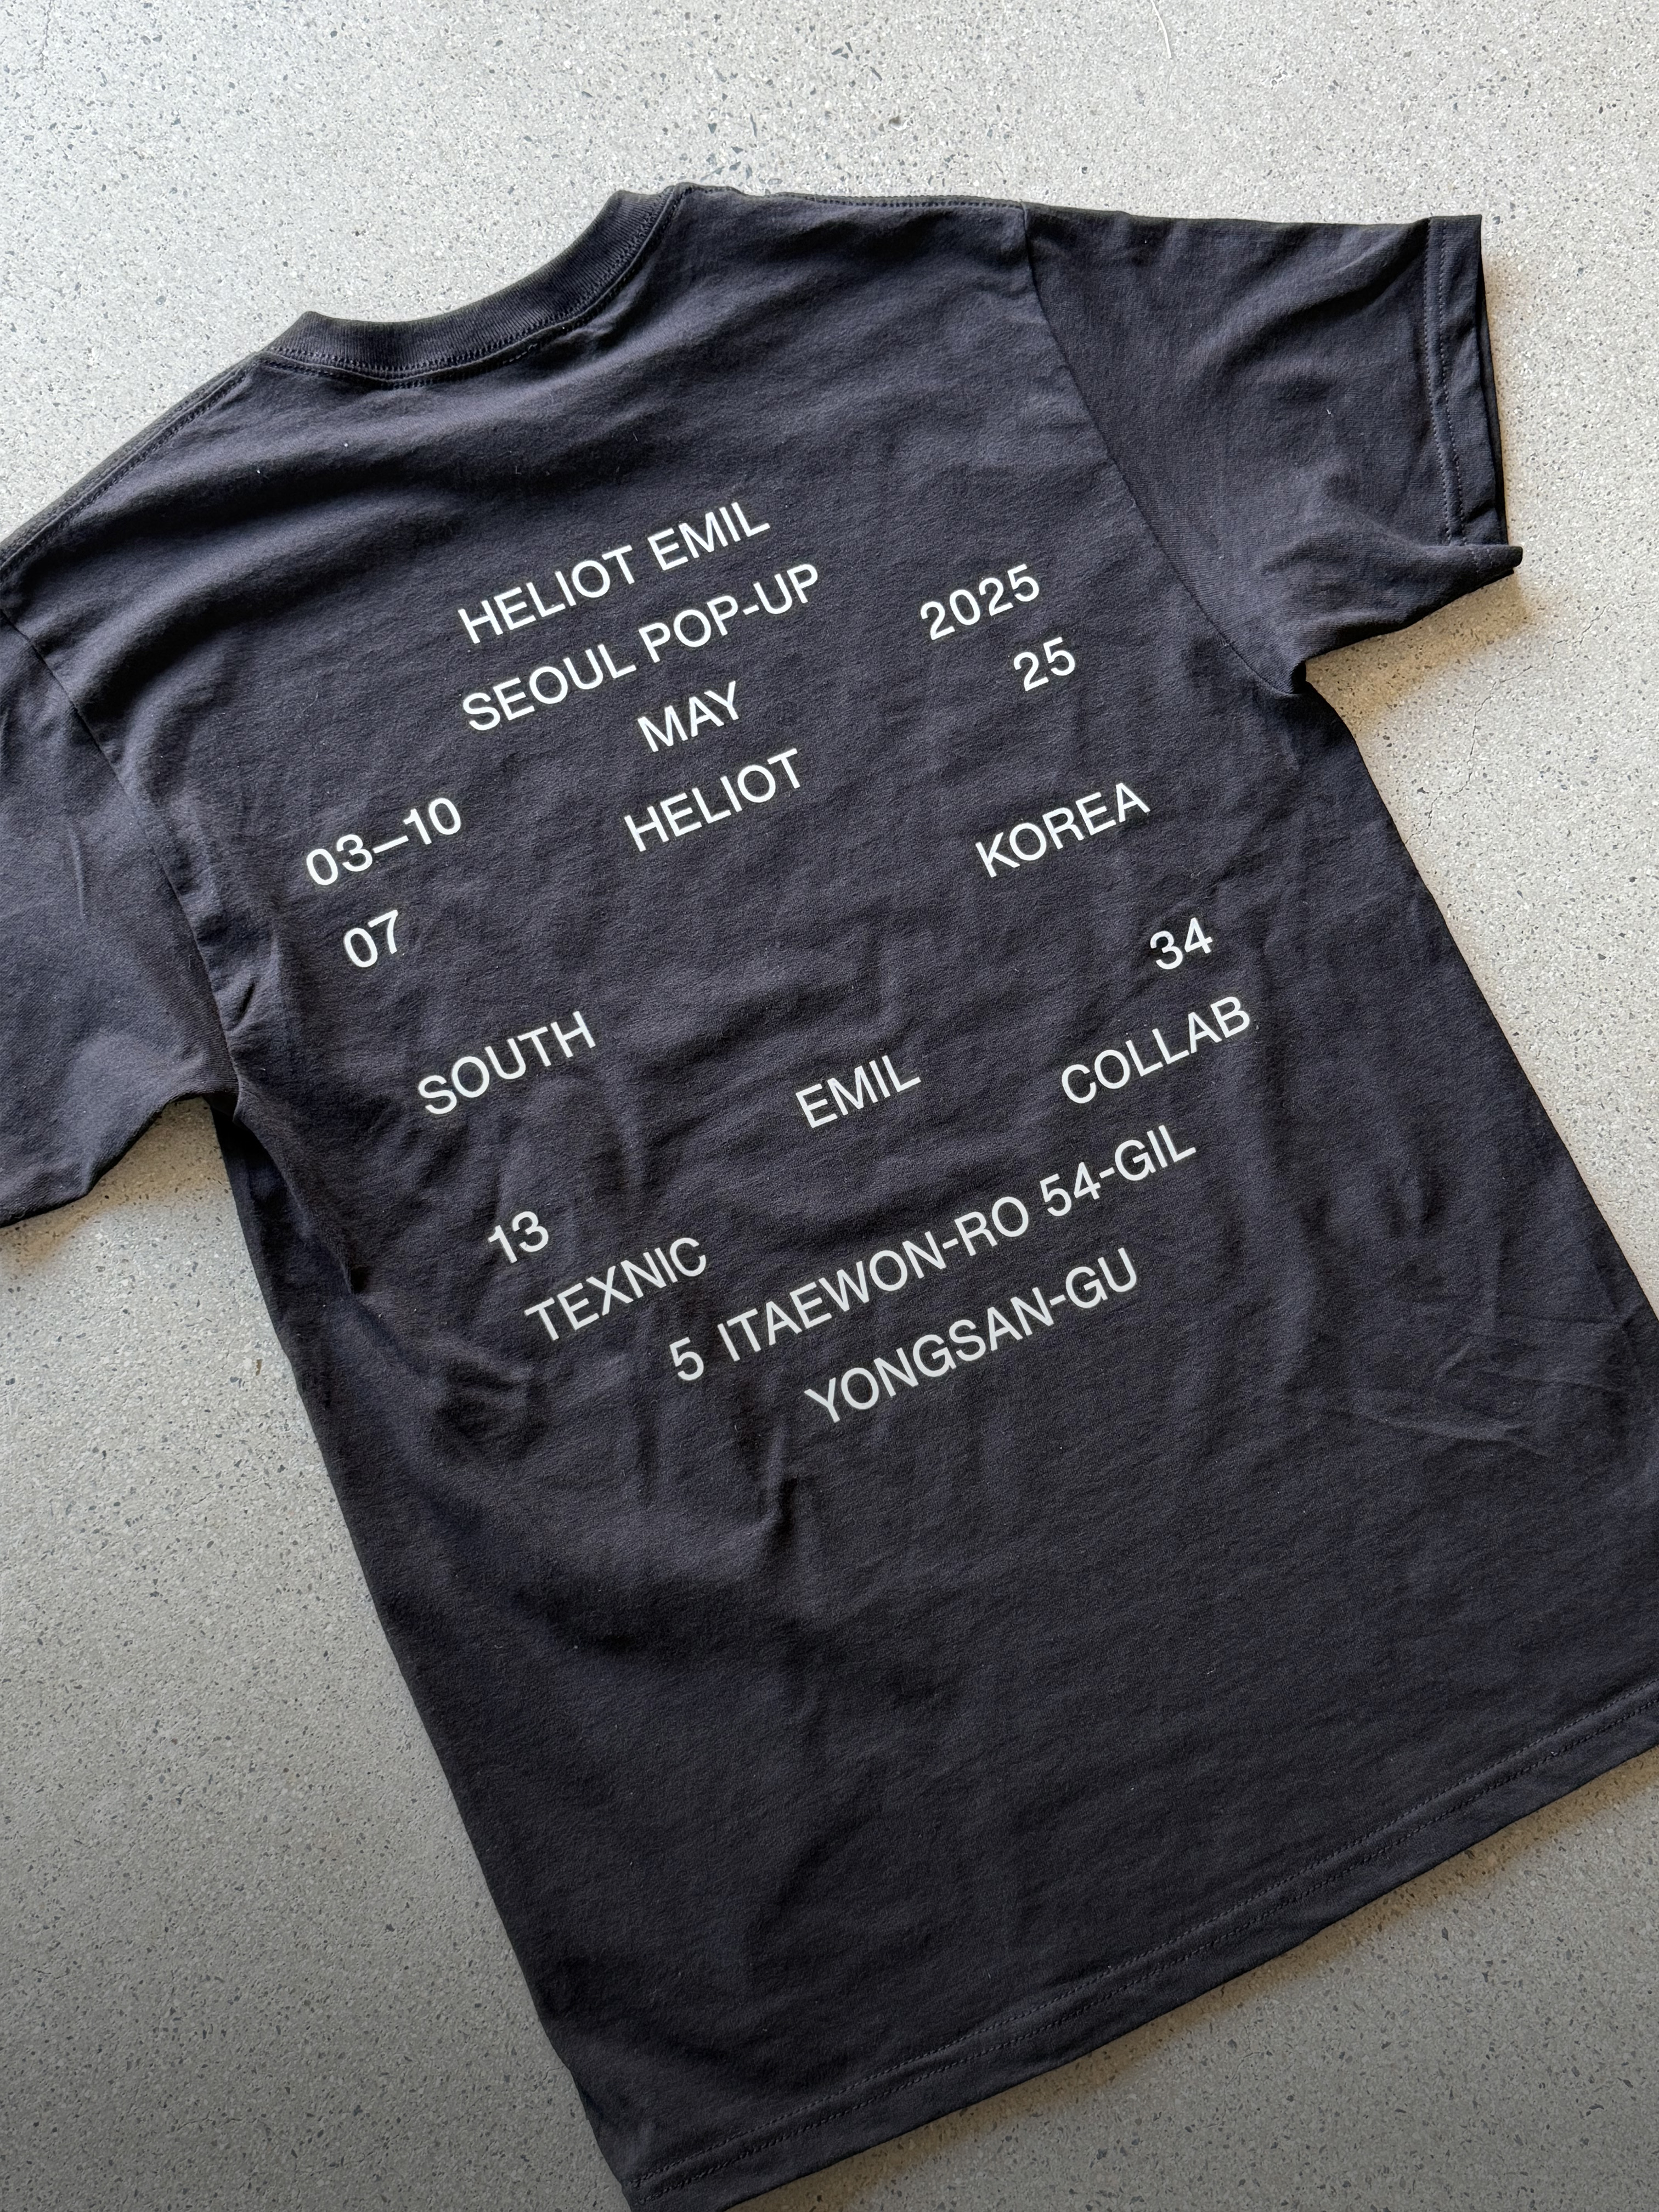 HELIOT EMIL
SEOUL POP-UP
03–10 MAY 2025
07 HELIOT 25
SOUTH KOREA
13 EMIL 34
TEXNIC COLLAB
5 ITAEWON-RO 54-GIL
YONGSAN-GU